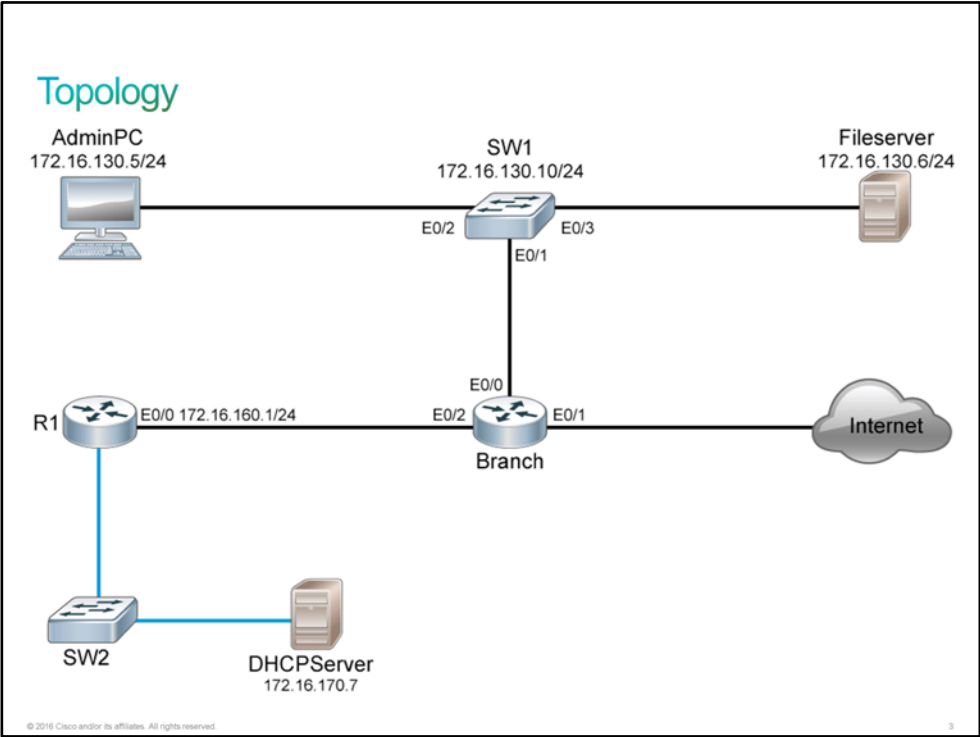 Topology
AdminPC
172.16.130.5/24
SW1
172.16.130.10/24
Fileserver
172.16.130.6/24
E0/2
E0/3
E0/1
E0/0
R1
E0/0 172.16.160.1/24
E0/2
E0/1
Internet
Branch
SW2
DHCPServer
172.16.170.7
© 2016 Cisco and/or its affiliates. All rights reserved.
3